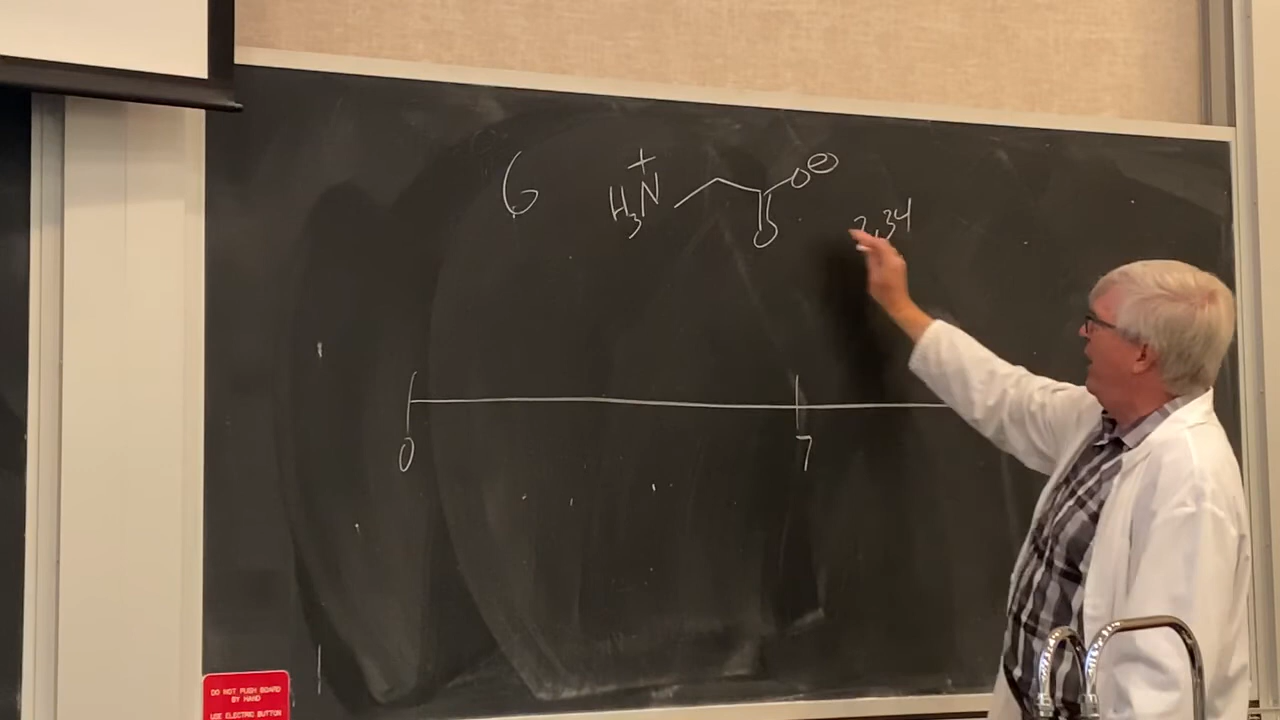 G H₃N⁺ O⊖
O 2.34
0 7
DO NOT PUSH BOARD
BY HAND
USE ELECTRIC BUTTON